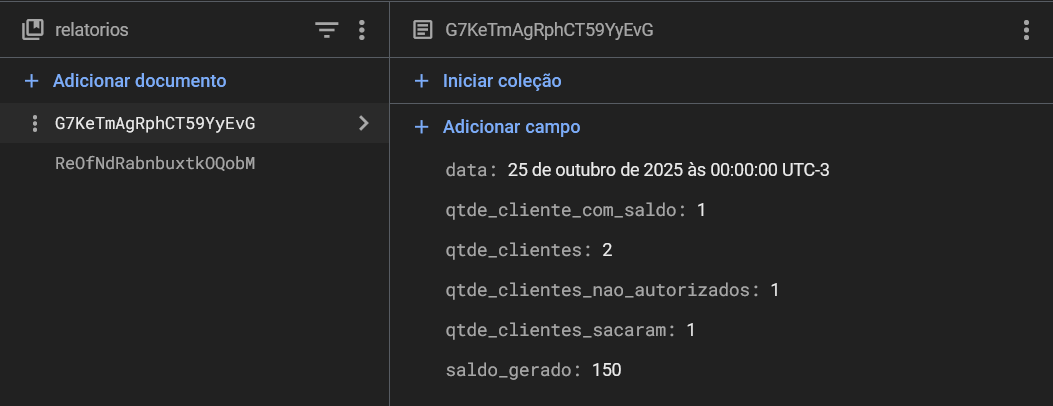 relatorios
Adicionar documento
G7KeTmAgRphCT59YyEvG
ReOfNdRabnbuxtkOQobM
G7KeTmAgRphCT59YyEvG
Iniciar coleção
Adicionar campo
data: 25 de outubro de 2025 às 00:00:00 UTC-3
qtde_cliente_com_saldo: 1
qtde_clientes: 2
qtde_clientes_nao_autorizados: 1
qtde_clientes_sacaram: 1
saldo_gerado: 150